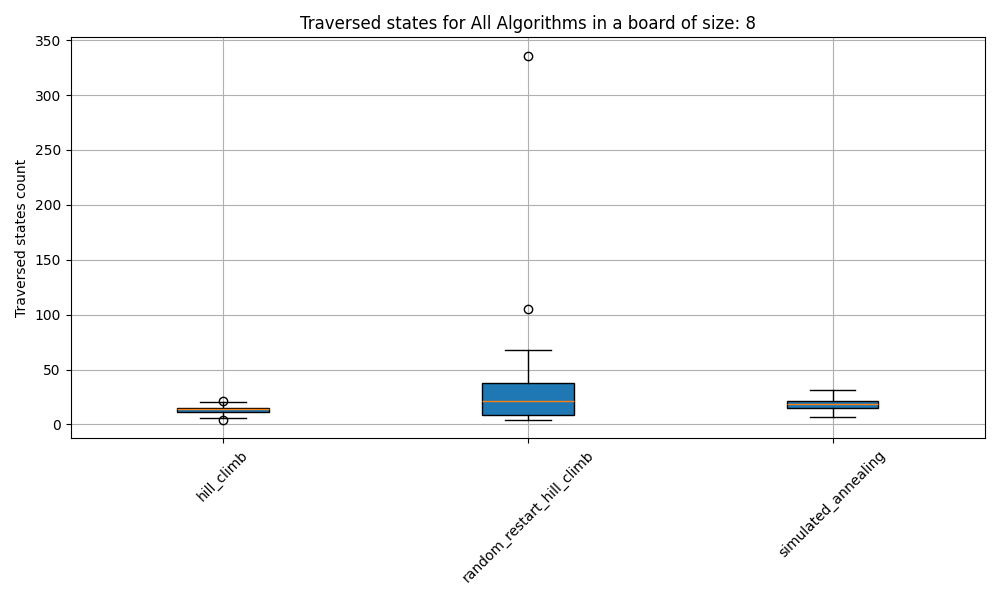 Traversed states for All Algorithms in a board of size: 8
Traversed states count
350
300
250
200
150
100
50
0
hill_climb
random_restart_hill_climb
simulated_annealing